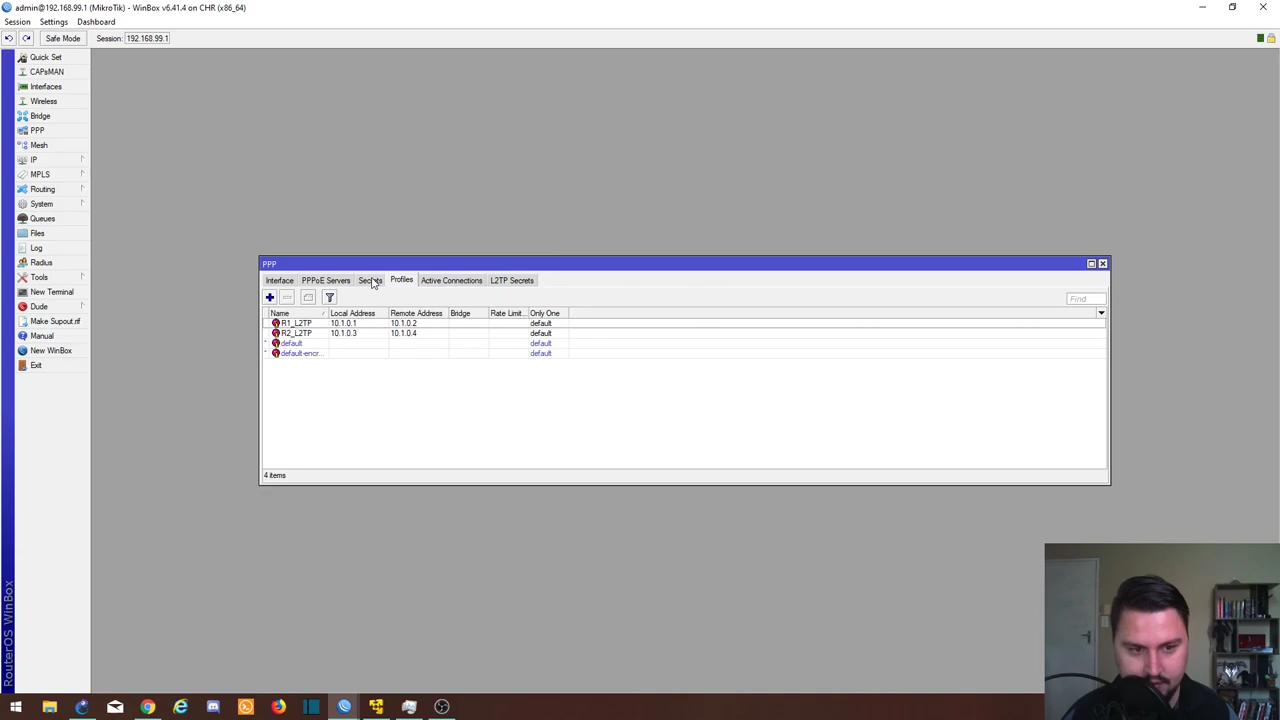 admin@192.168.99.1 (MikroTik) - WinBox v6.41.4 on CHR (x86_64)
Session Settings Dashboard
Safe Mode Session: 192.168.99.1
Quick Set
CAPsMAN
Interfaces
Wireless
Bridge
PPP
Mesh
IP
MPLS
Routing
System
Queues
Files
Log
Radius
Tools
New Terminal
Dude
Make Supout.rif
Manual
New WinBox
Exit
RouterOS WinBox
PPP
Interface PPPoE Servers Secrets Profiles Active Connections L2TP Secrets
Find
Name / Local Address Remote Address Bridge Rate Limit... Only One
R1_L2TP 10.1.0.1 10.1.0.2 default
R2_L2TP 10.1.0.3 10.1.0.4 default
* default default
* default-encr... default
4 items